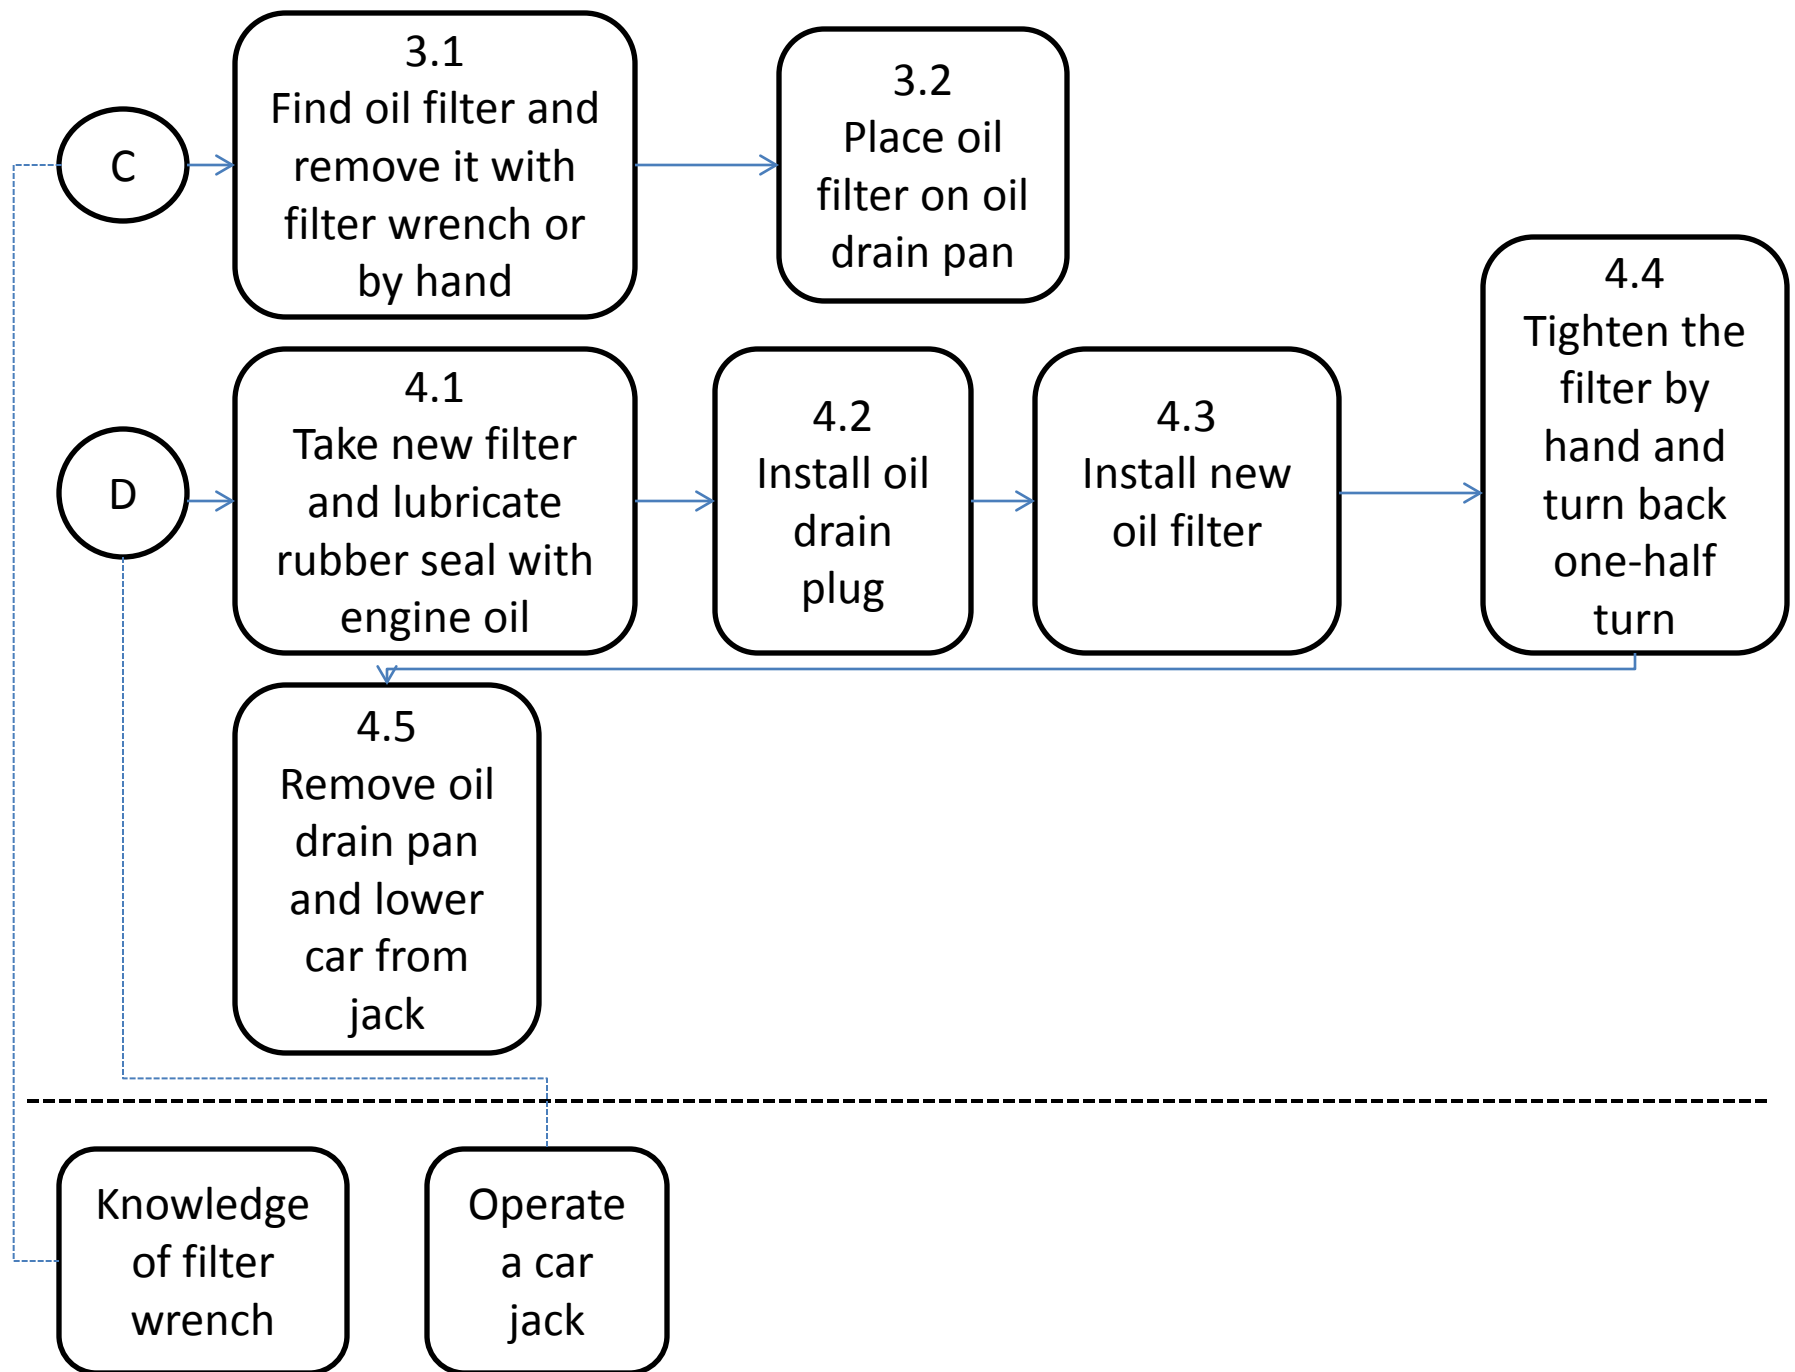 C
3.1
Find oil filter and
remove it with
filter wrench or
by hand
3.2
Place oil
filter on oil
drain pan
D
4.1
Take new filter
and lubricate
rubber seal with
engine oil
4.2
Install oil
drain
plug
4.3
Install new
oil filter
4.4
Tighten the
filter by
hand and
turn back
one-half
turn
4.5
Remove oil
drain pan
and lower
car from
jack
Knowledge
of filter
wrench
Operate
a car
jack